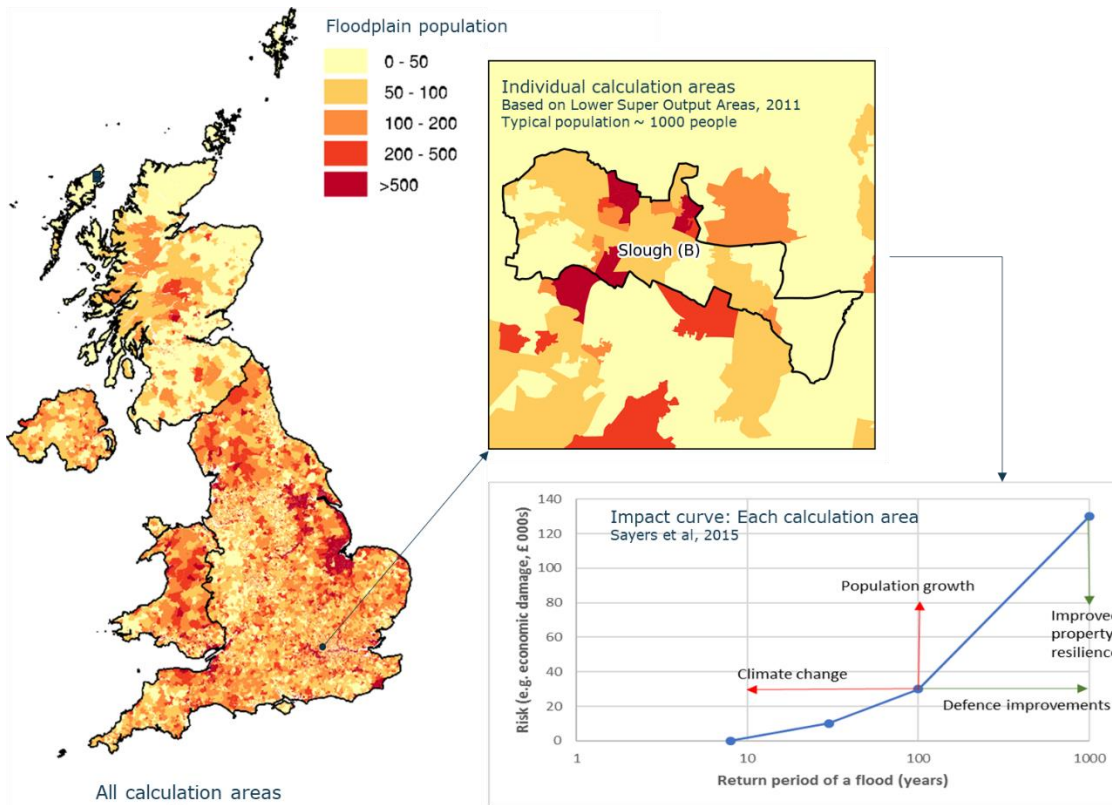 Floodplain population
0 - 50
50 - 100
100 - 200
200 - 500
>500
All calculation areas
Individual calculation areas
Based on Lower Super Output Areas, 2011
Typical population ~ 1000 people
Slough (B)
Impact curve: Each calculation area
Sayers et al, 2015
Risk (e.g. economic damage, £ 000s)
140
120
100
80
60
40
20
0
Population growth
Climate change
Improved
property
resilience
Defence improvements
1
10
100
1000
Return period of a flood (years)